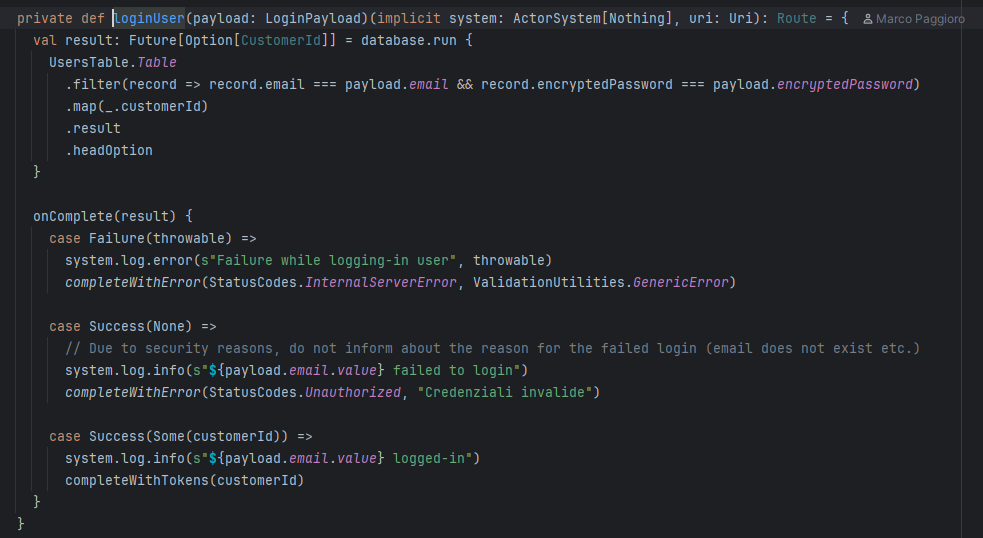 private def loginUser(payload: LoginPayload)(implicit system: ActorSystem[Nothing], uri: Uri): Route = { Marco Paggioro
  val result: Future[Option[CustomerId]] = database.run {
    UsersTable.Table
      .filter(record => record.email === payload.email && record.encryptedPassword === payload.encryptedPassword)
      .map(_.customerId)
      .result
      .headOption
  }

  onComplete(result) {
    case Failure(throwable) =>
      system.log.error(s"Failure while logging-in user", throwable)
      completeWithError(StatusCodes.InternalServerError, ValidationUtilities.GenericError)

    case Success(None) =>
      // Due to security reasons, do not inform about the reason for the failed login (email does not exist etc.)
      system.log.info(s"${payload.email.value} failed to login")
      completeWithError(StatusCodes.Unauthorized, "Credenziali invalide")

    case Success(Some(customerId)) =>
      system.log.info(s"${payload.email.value} logged-in")
      completeWithTokens(customerId)
  }
}